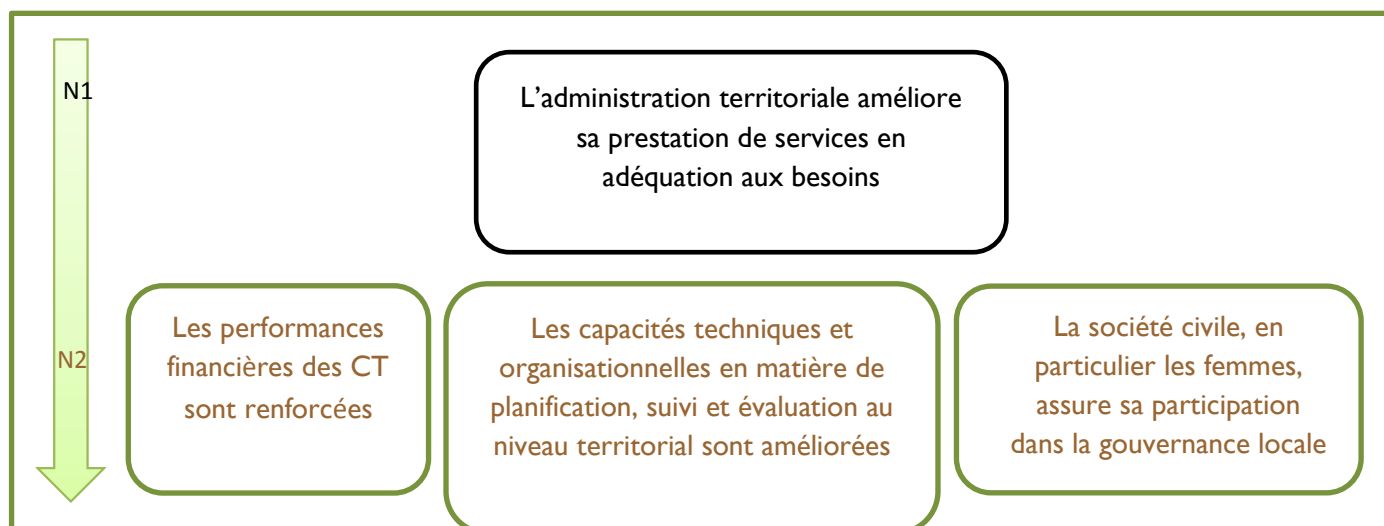 N1
L’administration territoriale améliore
sa prestation de services en
adéquation aux besoins
N2
Les performances
financières des CT
sont renforcées
Les capacités techniques et
organisationnelles en matière de
planification, suivi et évaluation au
niveau territorial sont améliorées
La société civile, en
particulier les femmes,
assure sa participation
dans la gouvernance locale